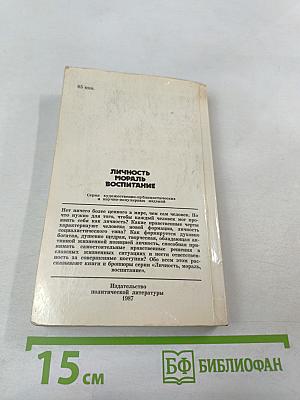 65 коп.
ЛИЧНОСТЬ
МОРАЛЬ
ВОСПИТАНИЕ
Серия художественно-публицистических
и научно-популярных изданий
Нет ничего более ценного в мире, чем сам человек. Но
что нужно для того, чтобы каждый человек мог про-
явить себя как личность? Какие нравственные черты
характеризуют человека новой формации, личность
социалистического типа? Как формируется духовно
богатая, душевно щедрая, творческая, обладающая ак-
тивной жизненной позицией личность, способная при-
нимать самостоятельные нравственные решения в
сложных жизненных ситуациях и нести ответствен-
ность за совершенные поступки? Обо всем этом рас-
сказывают книги и брошюры серии «Личность, мораль,
воспитание».
Издательство
политической литературы
1987
15 см
БФ БИБЛИОФАН